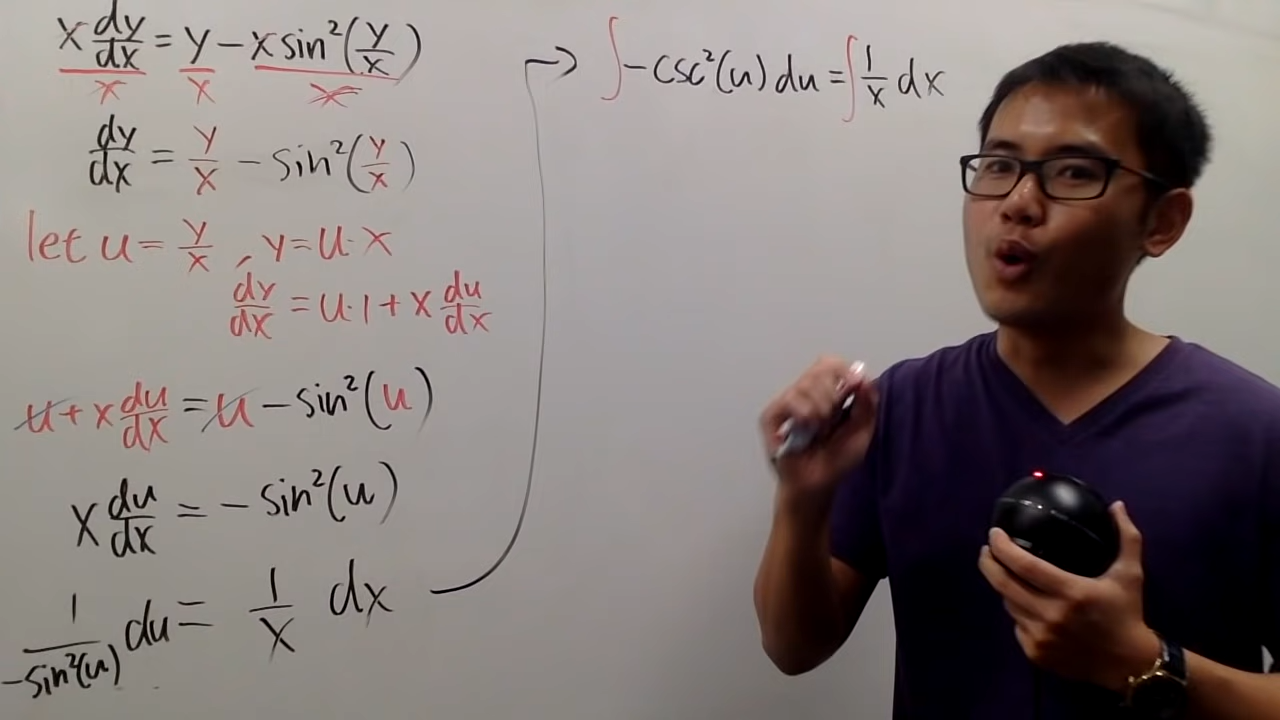 x dy/dx = y - x sin²(y/x)
x x x
dy/dx = y/x - sin²(y/x)
let u = y/x, y = u·x
dy/dx = u·1 + x du/dx
u + x du/dx = u - sin²(u)
x du/dx = - sin²(u)
1/-sin²(u) du = 1/x dx
→ ∫ -csc²(u) du = ∫ 1/x dx